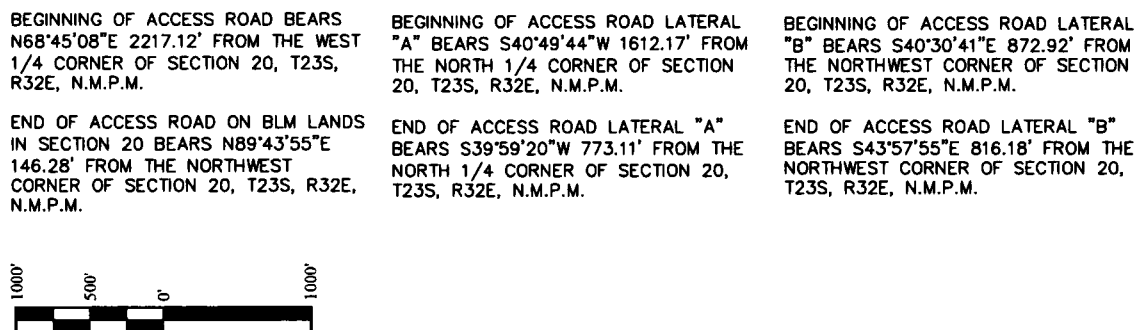 BEGINNING OF ACCESS ROAD BEARS
N68°45'08"E 2217.12' FROM THE WEST
1/4 CORNER OF SECTION 20, T23S,
R32E, N.M.P.M.
END OF ACCESS ROAD ON BLM LANDS
IN SECTION 20 BEARS N89°43'55"E
146.28' FROM THE NORTHWEST
CORNER OF SECTION 20, T23S, R32E,
N.M.P.M.
BEGINNING OF ACCESS ROAD LATERAL
"A" BEARS S40°49'44"W 1612.17' FROM
THE NORTH 1/4 CORNER OF SECTION
20, T23S, R32E, N.M.P.M.
END OF ACCESS ROAD LATERAL "A"
BEARS S39°59'20"W 773.11' FROM THE
NORTH 1/4 CORNER OF SECTION 20,
T23S, R32E, N.M.P.M.
BEGINNING OF ACCESS ROAD LATERAL
"B" BEARS S40°30'41"E 872.92' FROM
THE NORTHWEST CORNER OF SECTION
20, T23S, R32E, N.M.P.M.
END OF ACCESS ROAD LATERAL "B"
BEARS S43°57'55"E 816.18' FROM THE
NORTHWEST CORNER OF SECTION 20,
T23S, R32E, N.M.P.M.
1000' 500' 0' 1000'